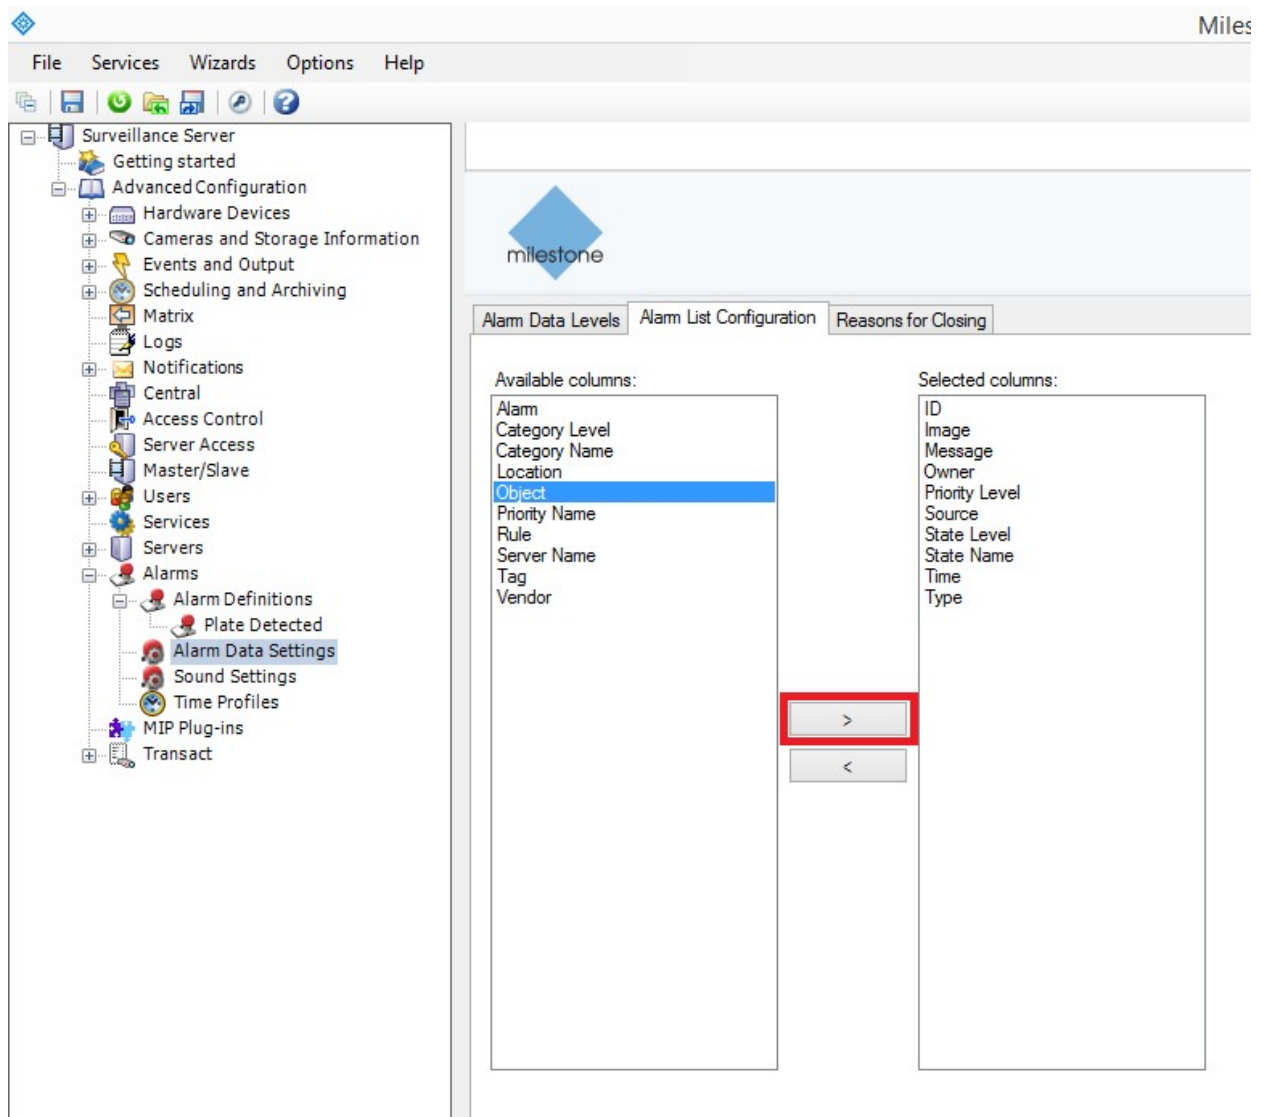 Miles
File Services Wizards Options Help
Surveillance Server
Getting started
Advanced Configuration
Hardware Devices
Cameras and Storage Information
Events and Output
Scheduling and Archiving
Matrix
Logs
Notifications
Central
Access Control
Server Access
Master/Slave
Users
Services
Servers
Alarms
Alarm Definitions
Plate Detected
Alarm Data Settings
Sound Settings
Time Profiles
MIP Plug-ins
Transact
milestone
Alarm Data Levels Alarm List Configuration Reasons for Closing
Available columns:
Alarm
Category Level
Category Name
Location
Object
Priority Name
Rule
Server Name
Tag
Vendor
>
<
Selected columns:
ID
Image
Message
Owner
Priority Level
Source
State Level
State Name
Time
Type